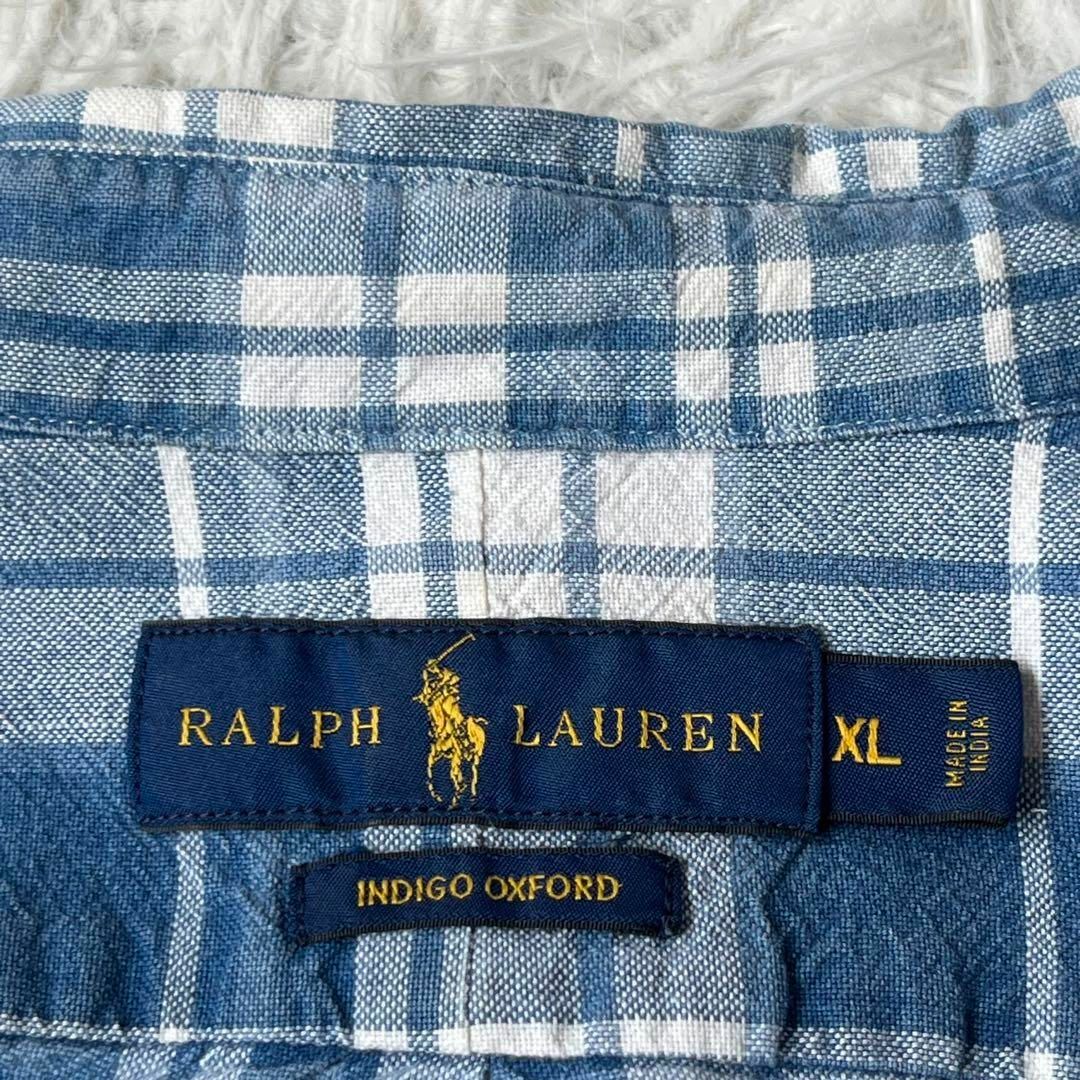 RALPH LAUREN
XL
MADE IN
INDIA
INDIGO OXFORD